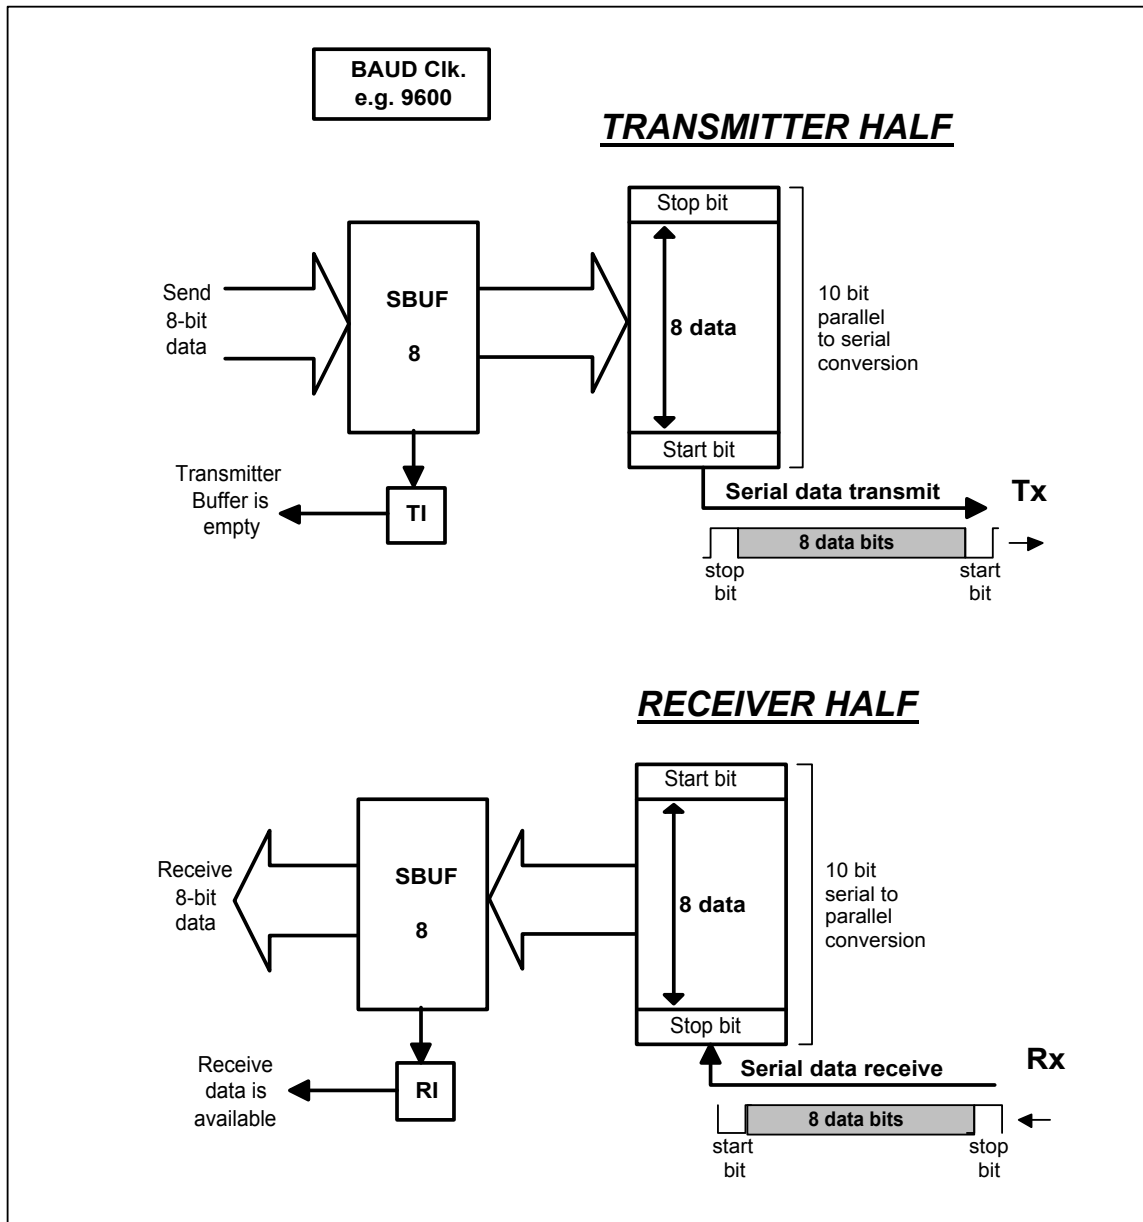 BAUD Clk.
e.g. 9600
TRANSMITTER HALF
Stop bit
Send
8-bit
data
SBUF
8
8 data
10 bit
parallel
to serial
conversion
Start bit
Transmitter
Buffer is
empty
TI
Serial data transmit
Tx
8 data bits
stop
bit
start
bit
RECEIVER HALF
Start bit
Receive
8-bit
data
SBUF
8
8 data
10 bit
serial to
parallel
conversion
Stop bit
Receive
data is
available
RI
Serial data receive
Rx
8 data bits
start
bit
stop
bit